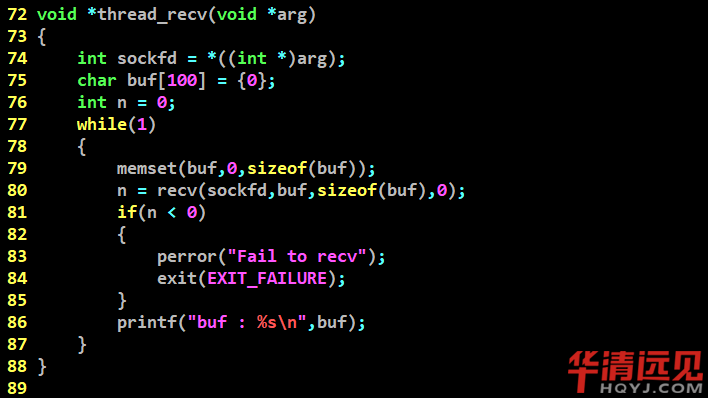 72 void *thread_recv(void *arg)
73 {
74     int sockfd = *((int *)arg);
75     char buf[100] = {0};
76     int n = 0;
77     while(1)
78     {
79         memset(buf,0,sizeof(buf));
80         n = recv(sockfd,buf,sizeof(buf),0);
81         if(n < 0)
82         {
83             perror("Fail to recv");
84             exit(EXIT_FAILURE);
85         }
86         printf("buf : %s\n",buf);
87     }
88 }
89
华清远见
HQYJ.COM